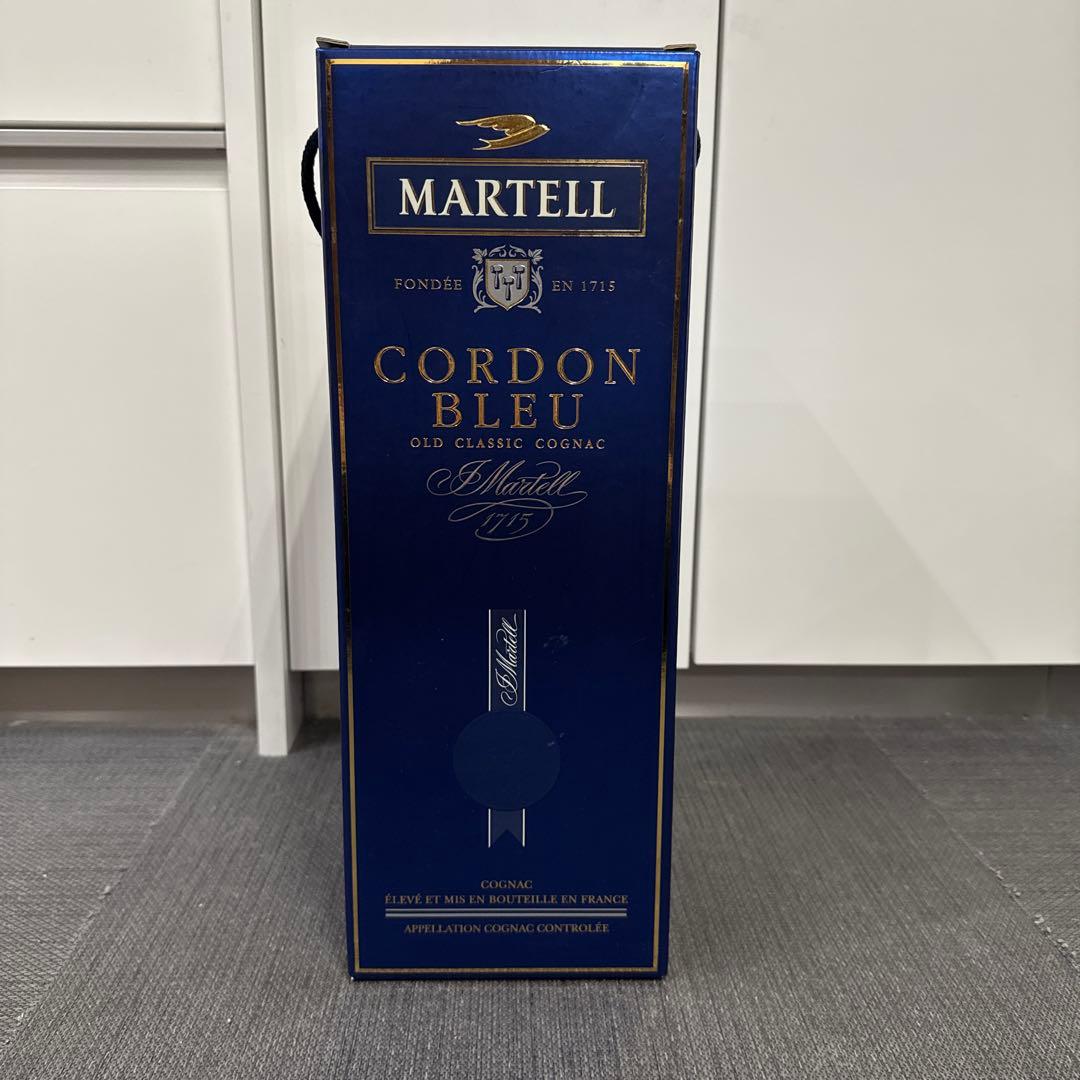 MARTELL
FONDÉE EN 1715
CORDON
BLEU
OLD CLASSIC COGNAC
J Martell
1715
J Martell
COGNAC
ÉLEVÉ ET MIS EN BOUTEILLE EN FRANCE
APPELLATION COGNAC CONTROLÉE